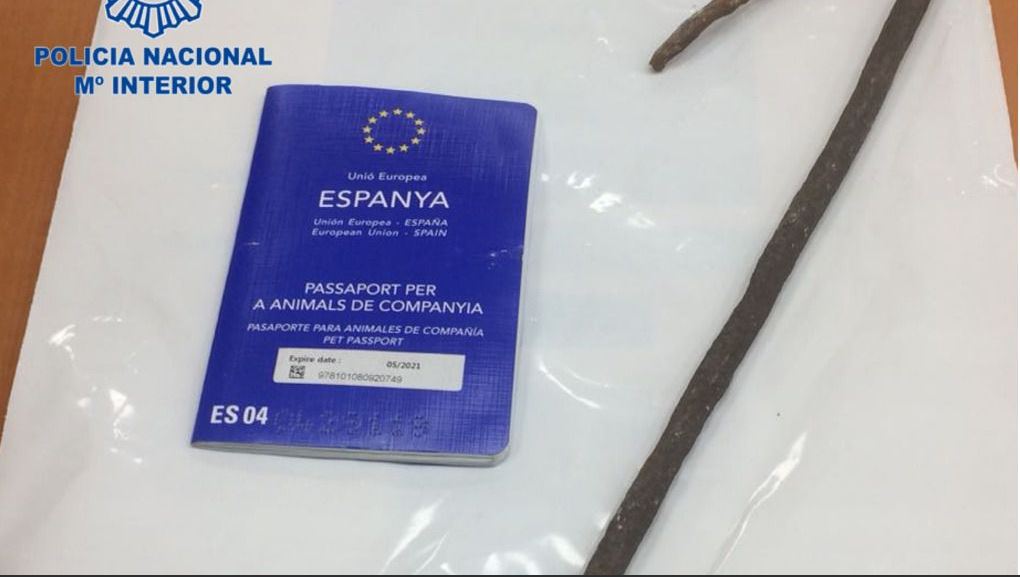 POLICIA NACIONAL
Mº INTERIOR
Unió Europea
ESPANYA
Unión Europea - ESPAÑA
European Union - SPAIN
PASSAPORT PER
A ANIMALS DE COMPANYIA
PASAPORTE PARA ANIMALES DE COMPAÑÍA
PET PASSPORT
Expire date : 05/2021
978101080920749
ES 04